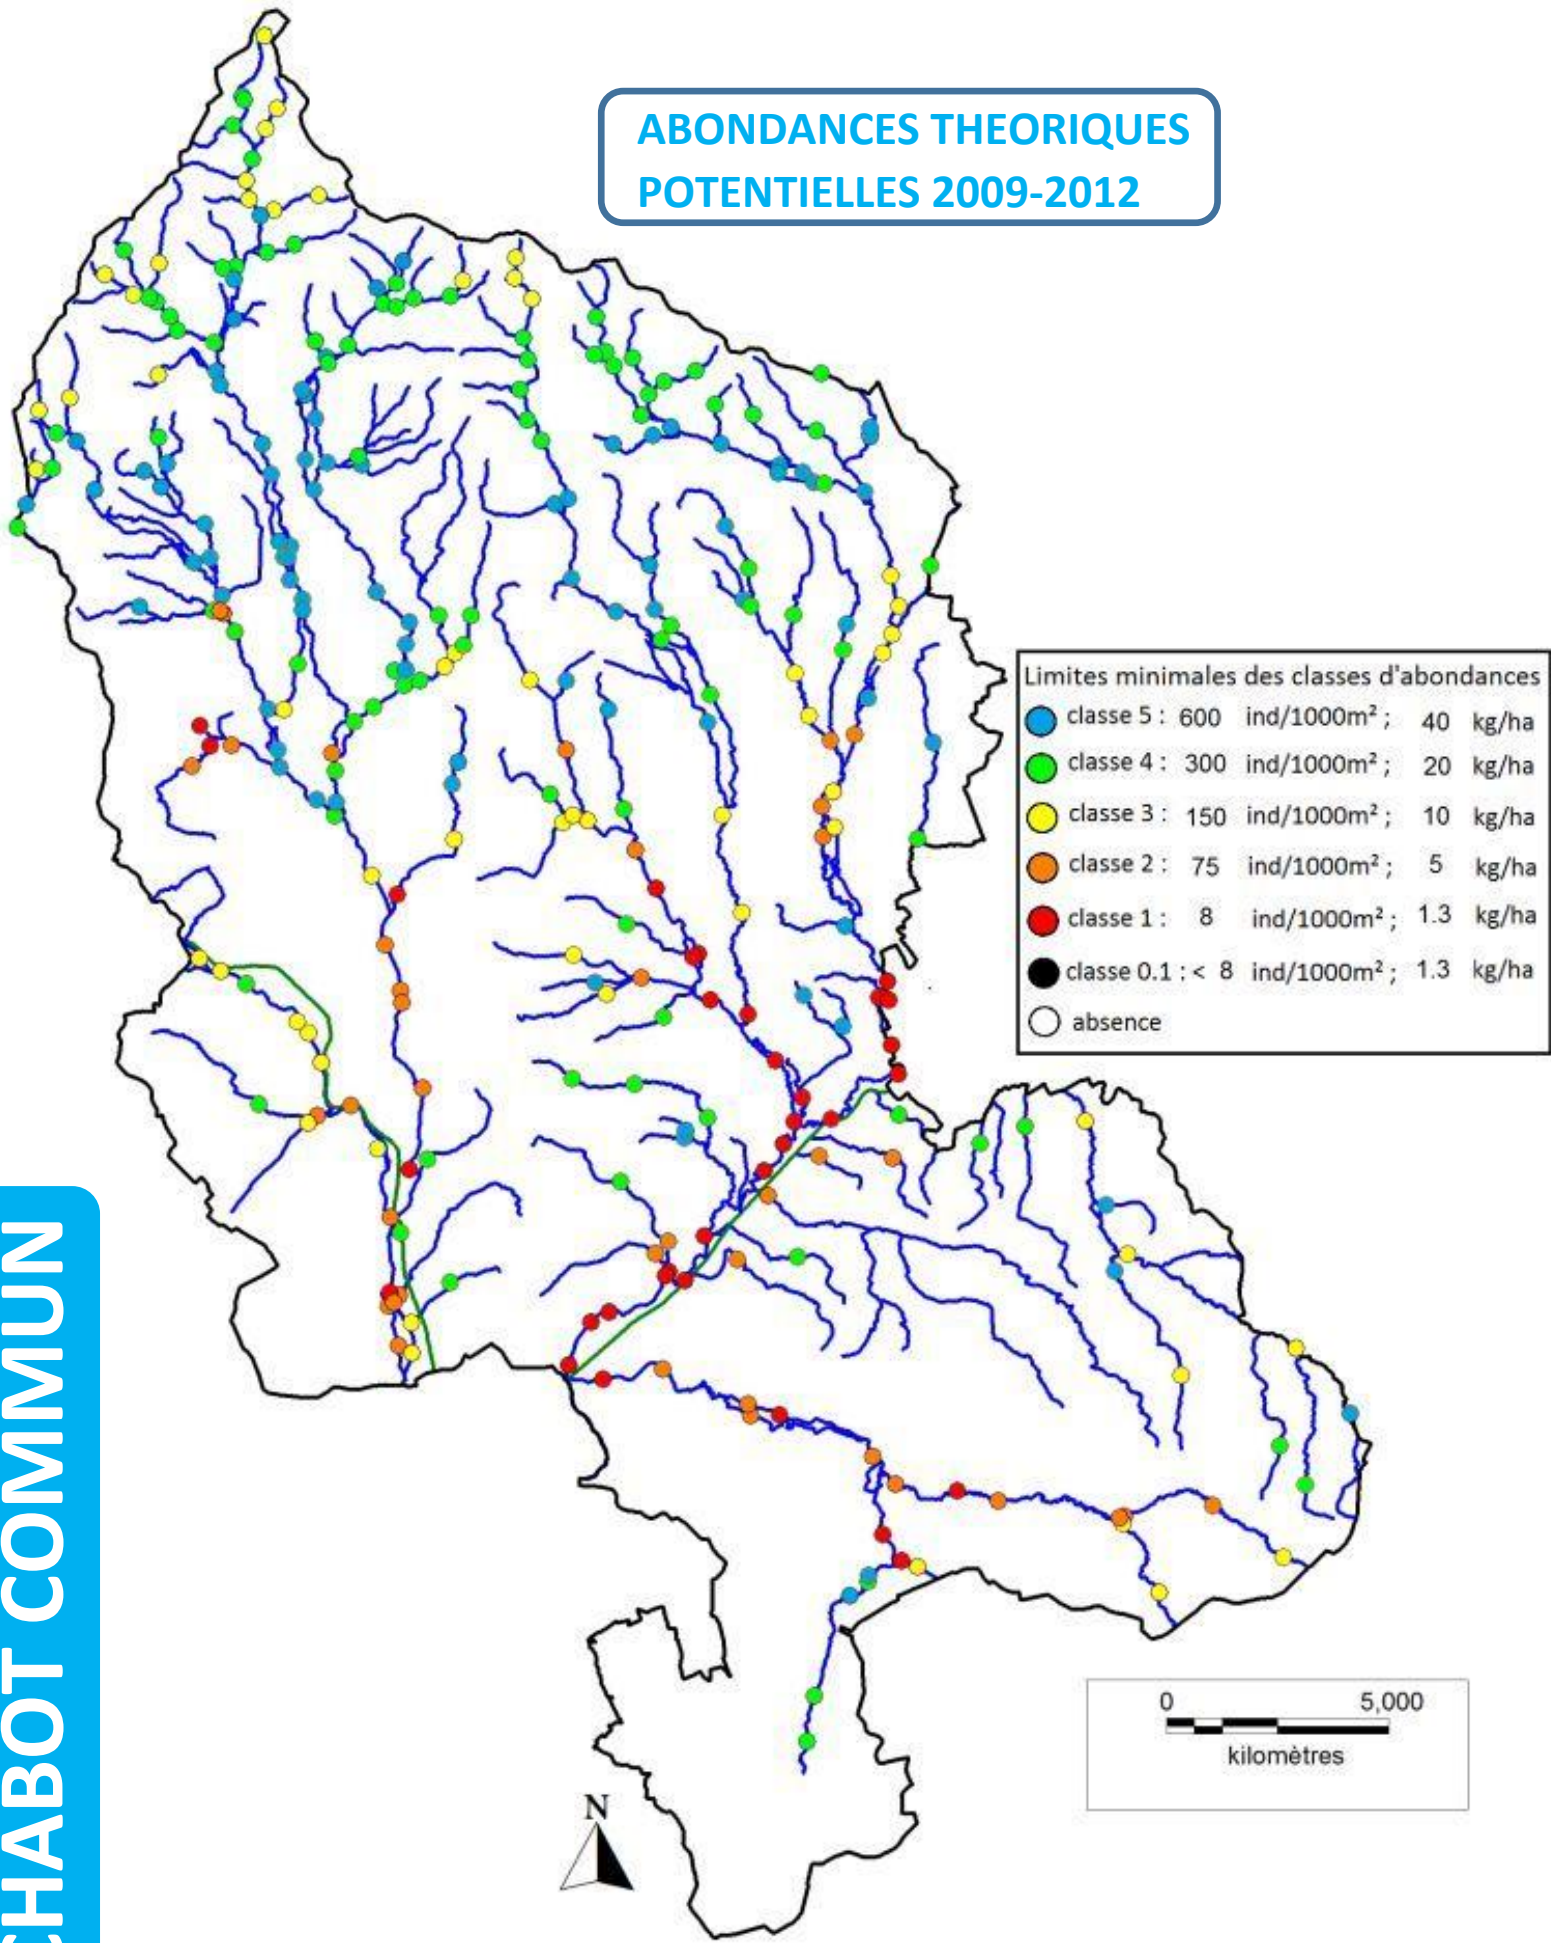 ABONDANCES THEORIQUES
POTENTIELLES 2009-2012
Limites minimales des classes d'abondances
classe 5 : 600 ind/1000m² ; 40 kg/ha
classe 4 : 300 ind/1000m² ; 20 kg/ha
classe 3 : 150 ind/1000m² ; 10 kg/ha
classe 2 : 75 ind/1000m² ; 5 kg/ha
classe 1 : 8 ind/1000m² ; 1.3 kg/ha
classe 0.1 : < 8 ind/1000m² ; 1.3 kg/ha
absence
CHABOT COMMUN
0 5,000
kilomètres
N